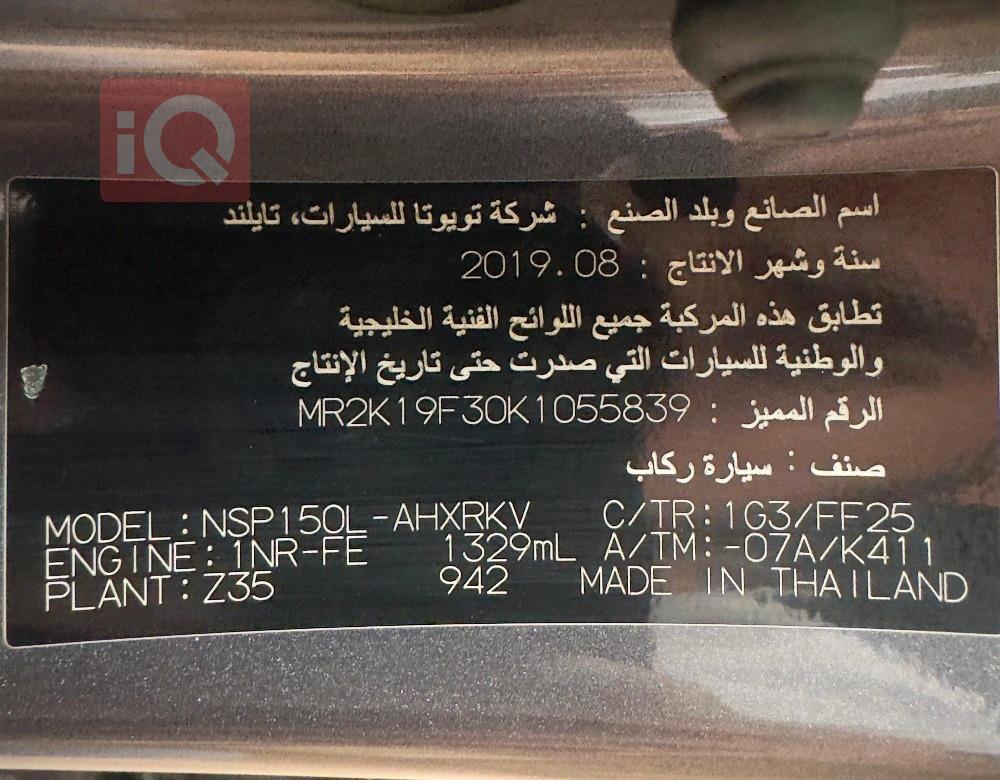 iQ
اسم الصانع وبلد الصنع : شركة تويوتا للسيارات، تايلند
سنة وشهر الانتاج : 2019.08
تطابق هذه المركبة جميع اللوائح الفنية الخليجية
والوطنية للسيارات التي صدرت حتى تاريخ الإنتاج
الرقم المميز : MR2K19F30K1055839
صنف : سيارة ركاب
MODEL : NSP150L-AHXRKV C/TR : 1G3/FF25
ENGINE : 1NR-FE 1329mL A/TM : -07A/K411
PLANT : Z35 942 MADE IN THAILAND